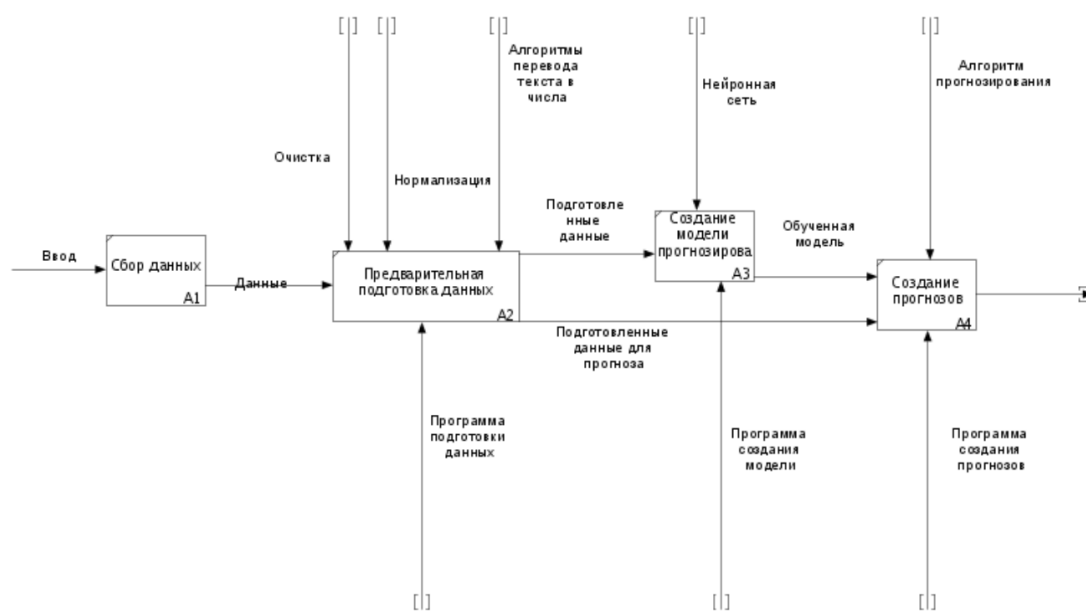 Алгоритмы
перевода
текста в
числа
Нейронная
сеть
Алгоритм
прогнозирования
Очистка
Нормализация
Ввод
Сбор данных
A1
Данные
Предварительная
подготовка данных
A2
Подготовле
нные
данные
Создание
модели
прогнозирова
A3
Обученная
модель
Создание
прогнозов
A4
Подготовленные
данные для
прогноза
Программа
подготовки
данных
Программа
создания
модели
Программа
создания
прогнозов